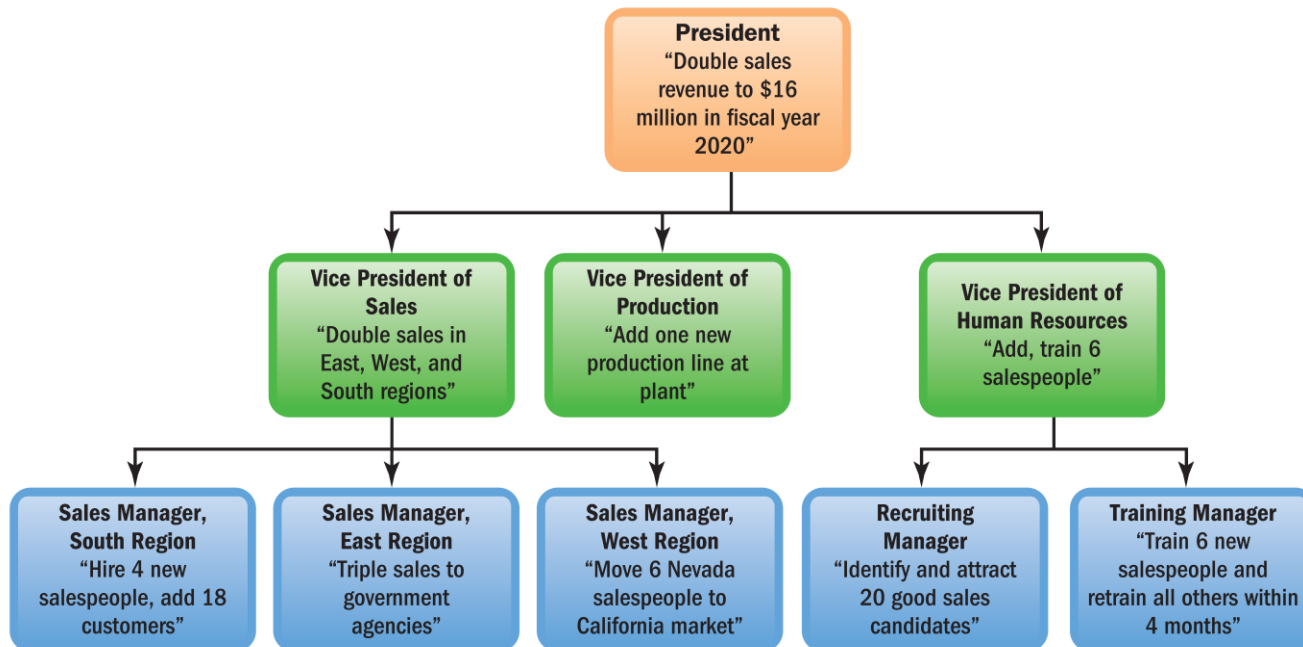 President
“Double sales
revenue to $16
million in fiscal year
2020”
Vice President of
Sales
“Double sales in
East, West, and
South regions”
Vice President of
Production
“Add one new
production line at
plant”
Vice President of
Human Resources
“Add, train 6
salespeople”
Sales Manager,
South Region
“Hire 4 new
salespeople, add 18
customers”
Sales Manager,
East Region
“Triple sales to
government
agencies”
Sales Manager,
West Region
“Move 6 Nevada
salespeople to
California market”
Recruiting
Manager
“Identify and attract
20 good sales
candidates”
Training Manager
“Train 6 new
salespeople and
retrain all others within
4 months”